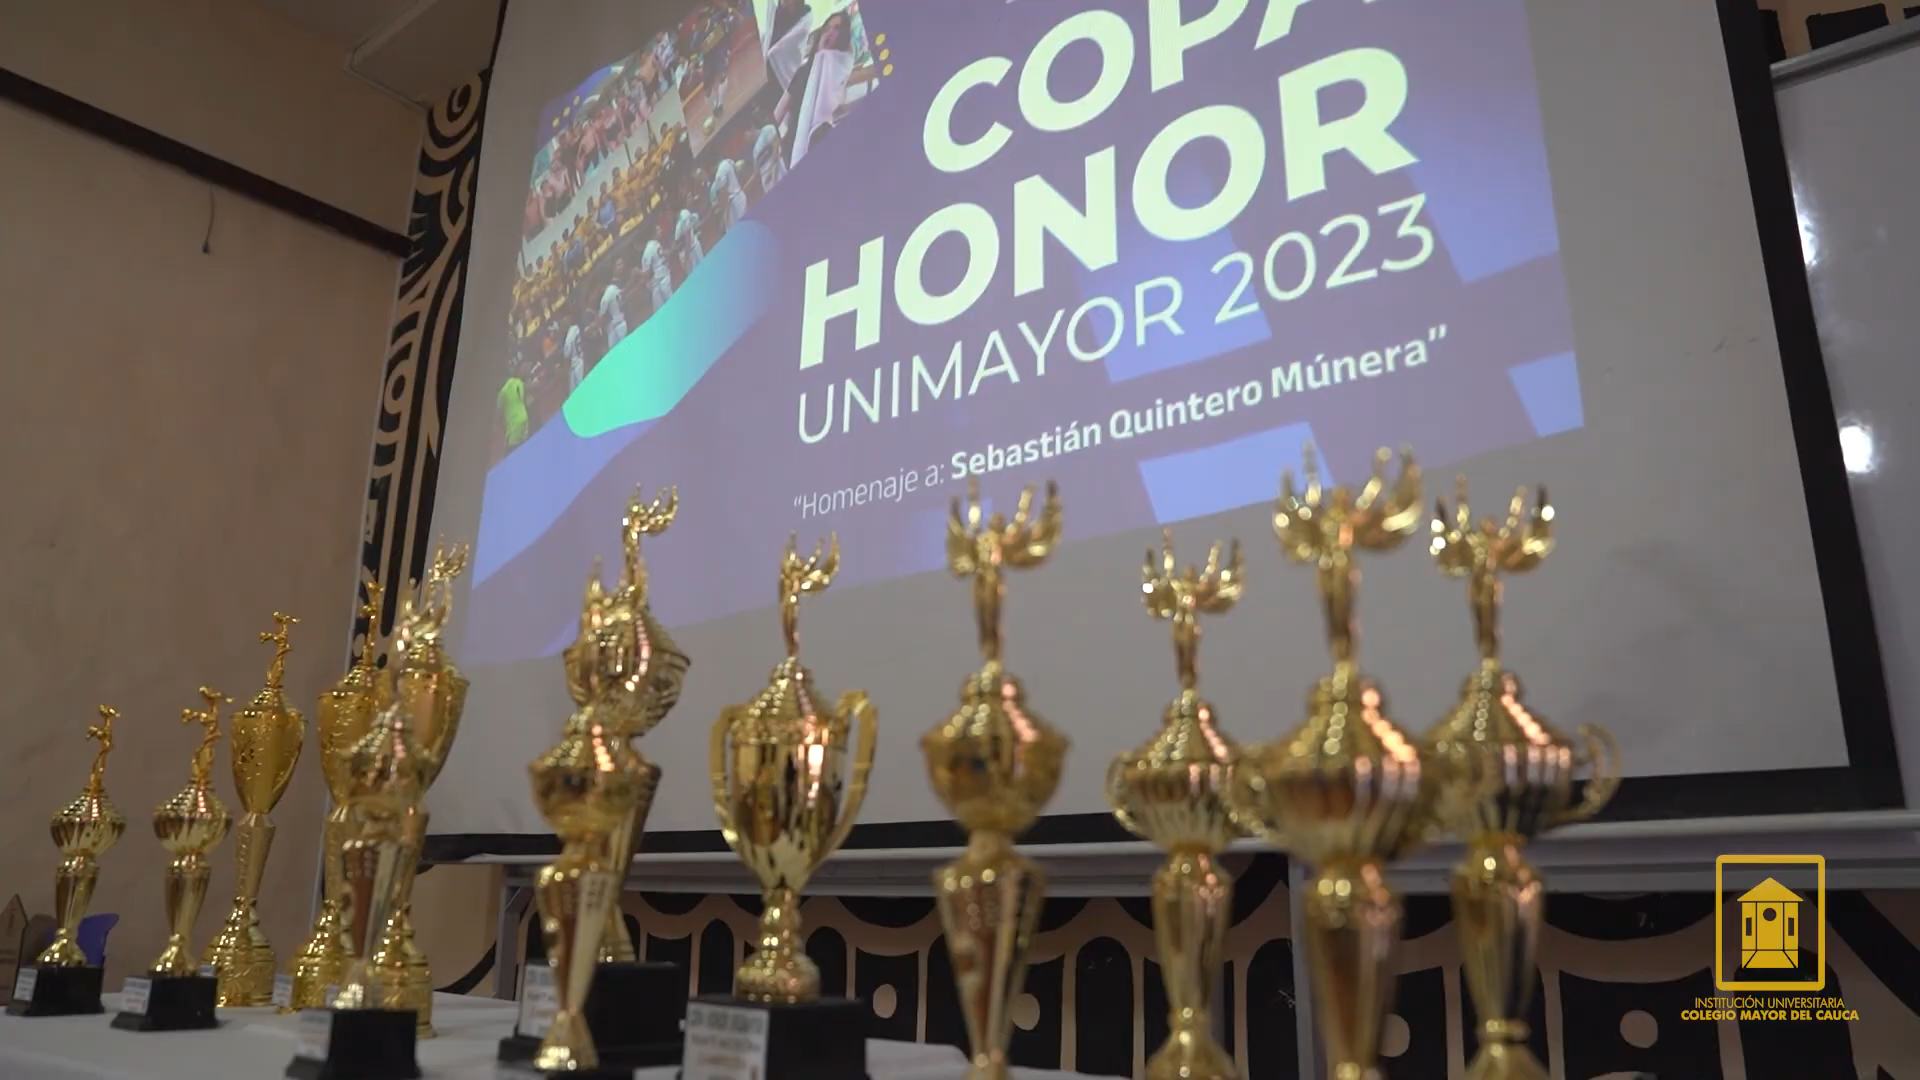 COPA
HONOR
UNIMAYOR 2023
“Homenaje a: Sebastián Quintero Múnera”
INSTITUCIÓN UNIVERSITARIA
COLEGIO MAYOR DEL CAUCA